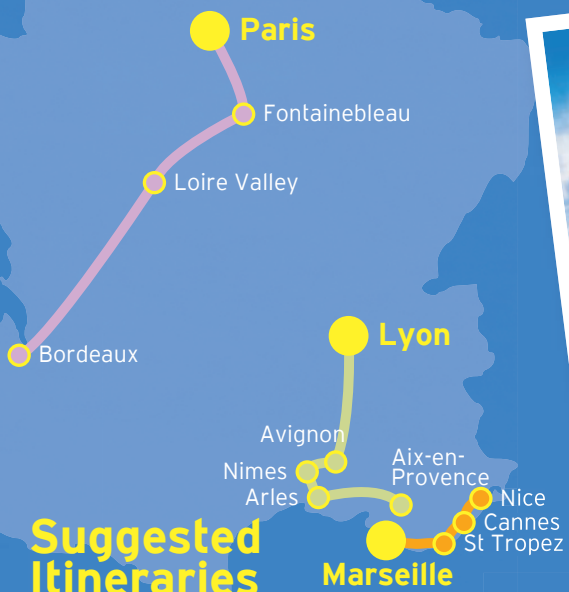 Paris
Fontainebleau
Loire Valley
Bordeaux
Lyon
Avignon
Nimes
Arles
Aix-en-
Provence
Nice
Cannes
St Tropez
Marseille
Suggested
Itineraries